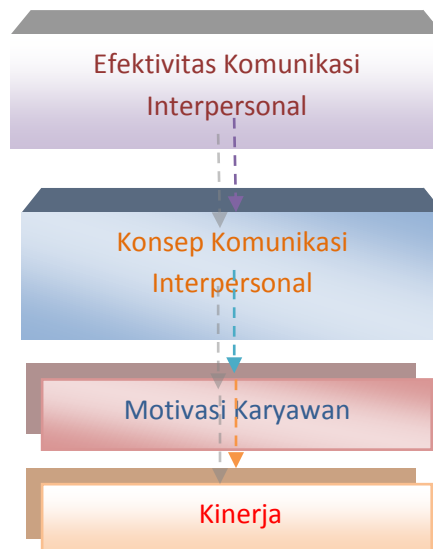 Efektivitas Komunikasi
Interpersonal
Konsep Komunikasi
Interpersonal
Motivasi Karyawan
Kinerja